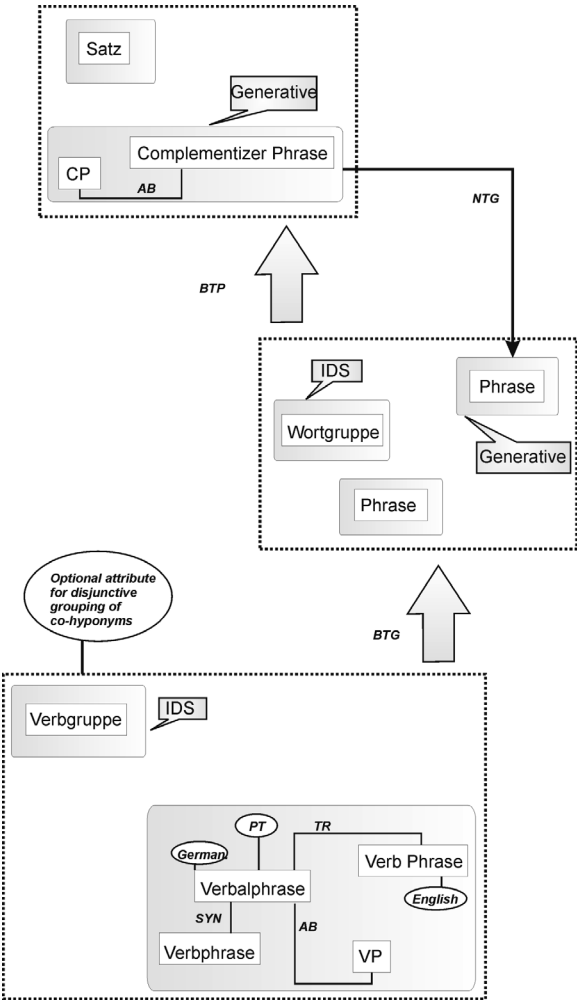 Satz
Generative
Complementizer Phrase
CP
AB
NTG
BTP
IDS
Phrase
Wortgruppe
Generative
Phrase
Optional attribute
for disjunctive
grouping of
co-hyponyms
BTG
Verbgruppe
IDS
PT
TR
German
Verb Phrase
Verbalphrase
English
SYN
AB
Verbphrase
VP